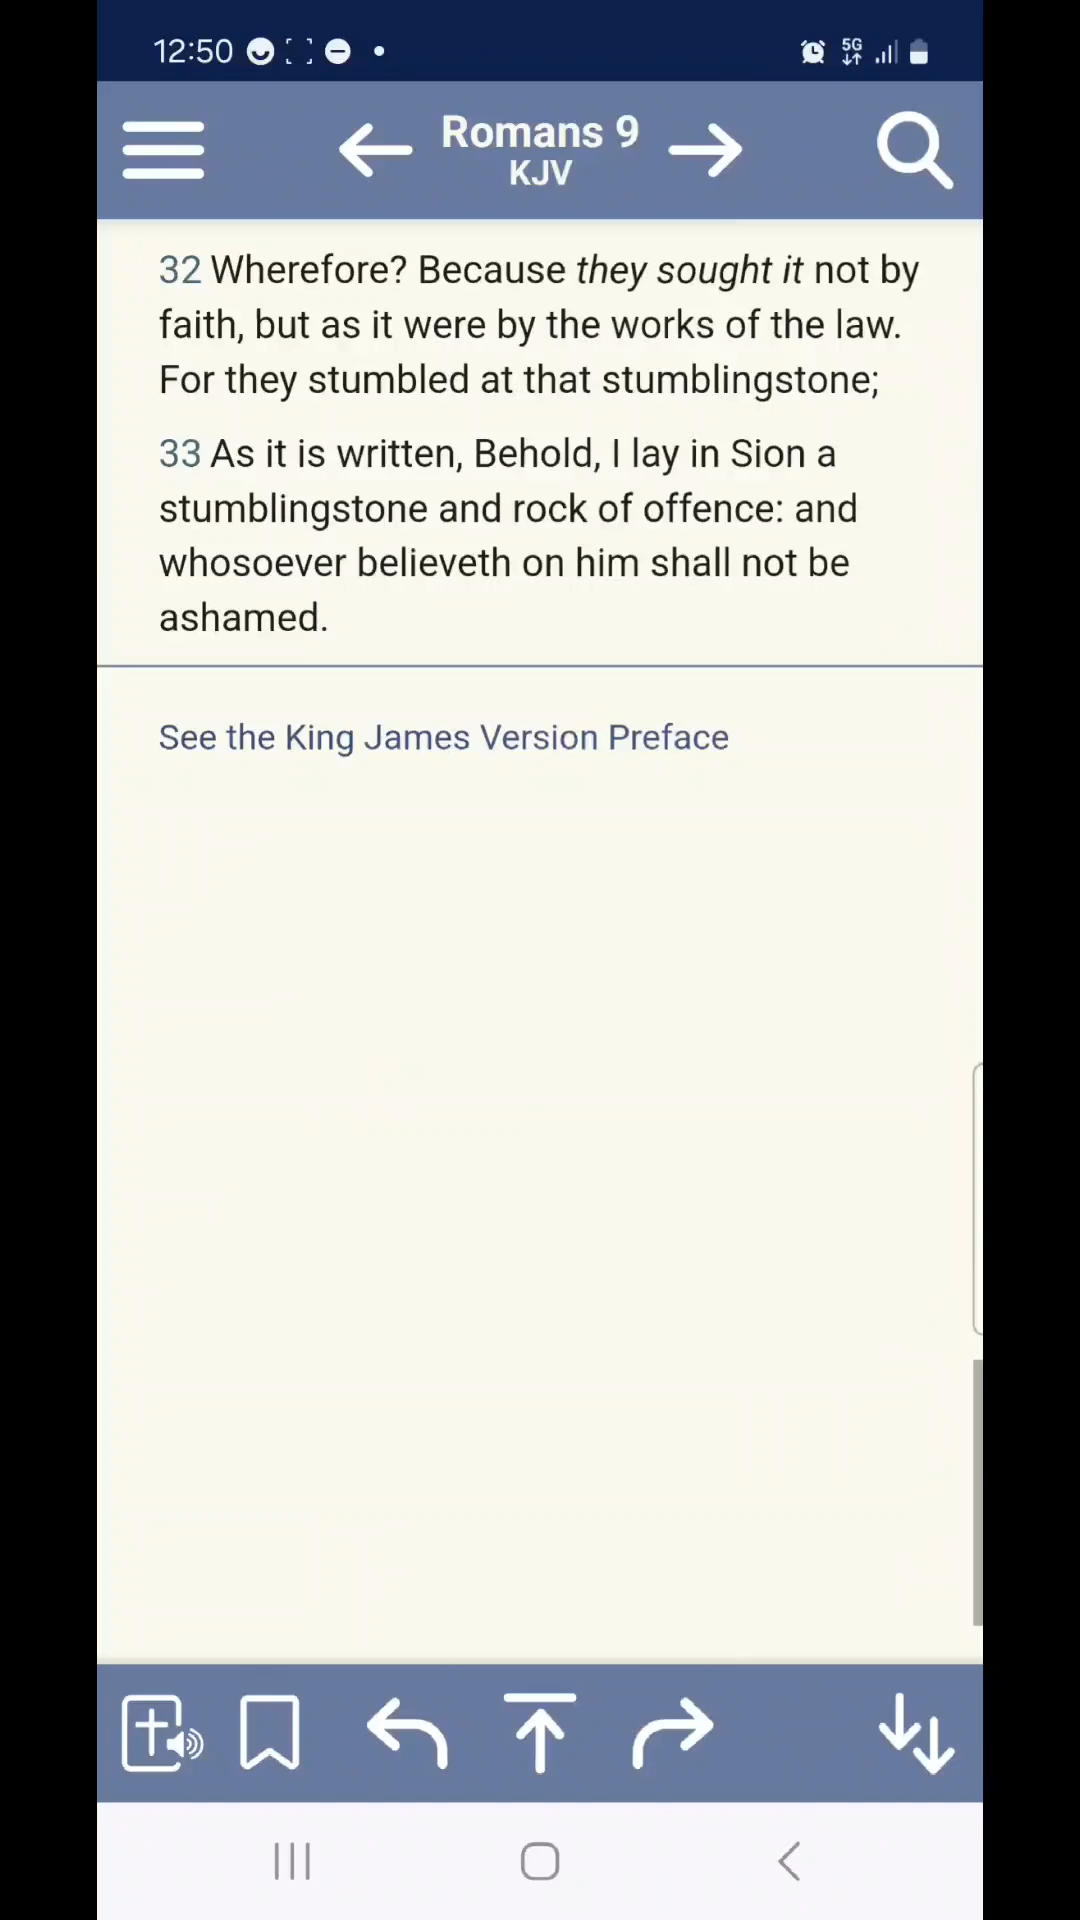 12:50
5G
Romans 9
KJV
32 Wherefore? Because they sought it not by
faith, but as it were by the works of the law.
For they stumbled at that stumblingstone;
33 As it is written, Behold, I lay in Sion a
stumblingstone and rock of offence: and
whosoever believeth on him shall not be
ashamed.
See the King James Version Preface